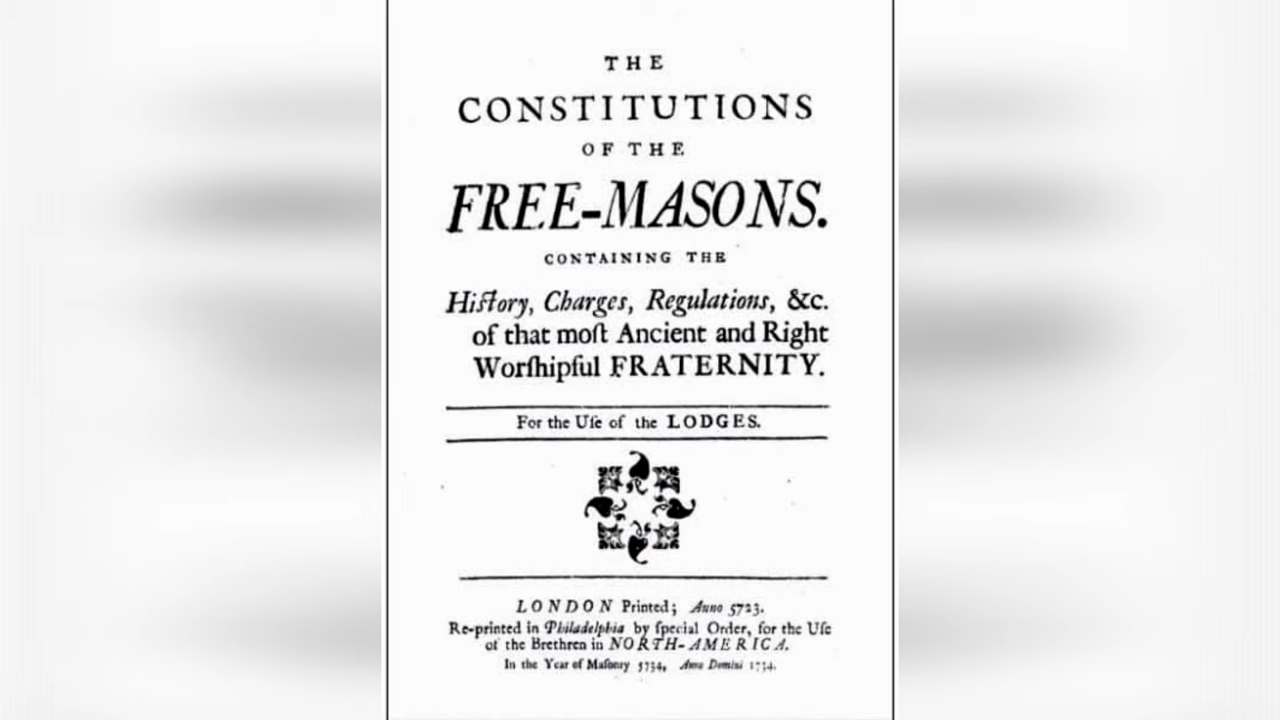 THE
CONSTITUTIONS
OF THE
FREE-MASONS.
CONTAINING THE
Hiſtory, Charges, Regulations, &c.
of that moſt Ancient and Right
Worſhipful FRATERNITY.
For the Uſe of the LODGES.
LONDON Printed; Anno 5723.
Re-printed in Philadelphia by ſpecial Order, for the Uſe
of the Brethren in NORTH-AMERICA.
In the Year of Maſonry 5734, Anno Domini 1734.